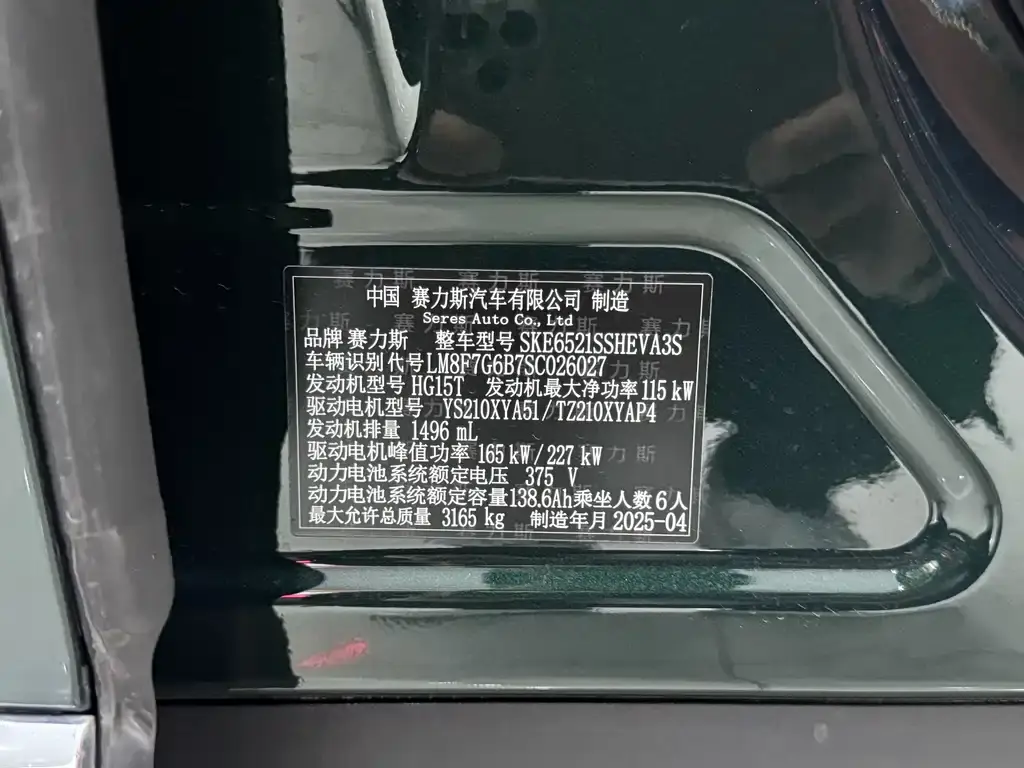 中国 赛力斯汽车有限公司 制造
Seres Auto Co., Ltd
品牌 赛力斯 整车型号 SKE6521SSHEVA3S
车辆识别代号 LM8F7G6B7SC026027
发动机型号 HG15T 发动机最大净功率 115 kW
驱动电机型号 YS210XYA51/TZ210XYAP4
发动机排量 1496 mL
驱动电机峰值功率 165 kW/227 kW
动力电池系统额定电压 375 V
动力电池系统额定容量138.6Ah乘坐人数 6人
最大允许总质量 3165 kg 制造年月 2025-04